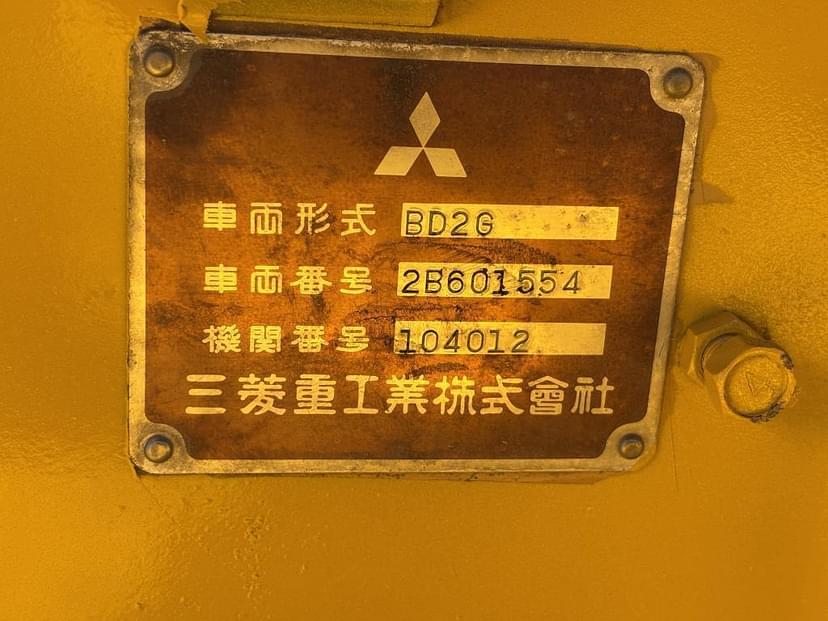 車両形式 BD2G
車両番号 2B601554
機関番号 104012
三菱重工業株式會社